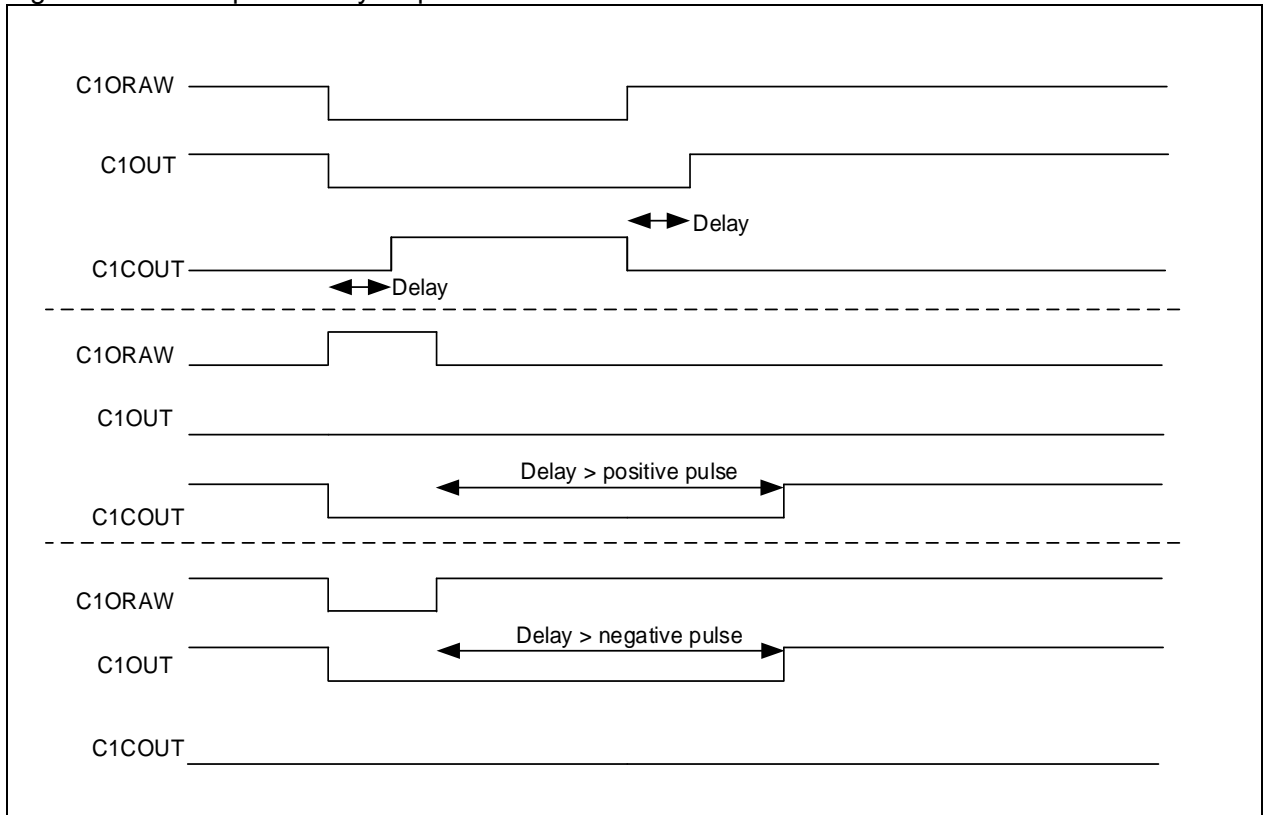 C1ORAW
C1OUT
Delay
C1COUT
Delay
C1ORAW
C1OUT
Delay > positive pulse
C1COUT
C1ORAW
Delay > negative pulse
C1OUT
C1COUT